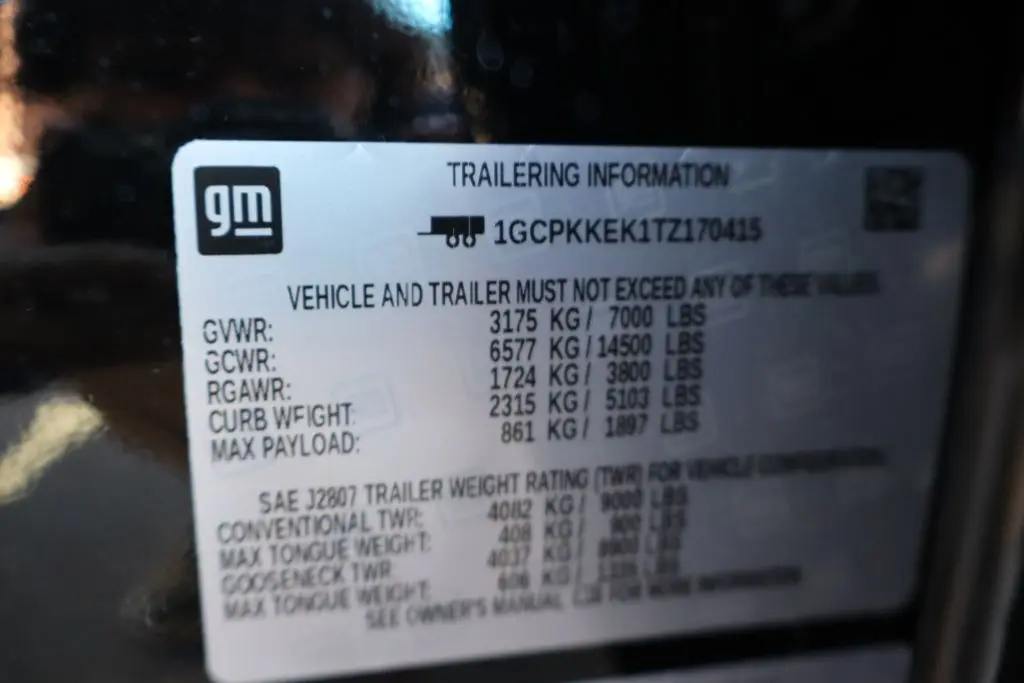 gm
TRAILERING INFORMATION
1GCPKKEK1TZ170415
VEHICLE AND TRAILER MUST NOT EXCEED ANY OF THESE VALUES
GVWR: 3175 KG / 7000 LBS
GCWR: 6577 KG / 14500 LBS
RGAWR: 1724 KG / 3800 LBS
CURB WEIGHT: 2315 KG / 5103 LBS
MAX PAYLOAD: 861 KG / 1897 LBS
SAE J2807 TRAILER WEIGHT RATING (TWR) FOR VEHICLE
CONVENTIONAL TWR: 4082 KG / 9000 LBS
MAX TONGUE WEIGHT: 408 KG / 900 LBS
GOOSENECK TWR 4037 KG / 8900 LBS
MAX TONGUE WEIGHT: 606 KG / LBS
SEE OWNER'S MANUAL FOR MORE INFORMATION